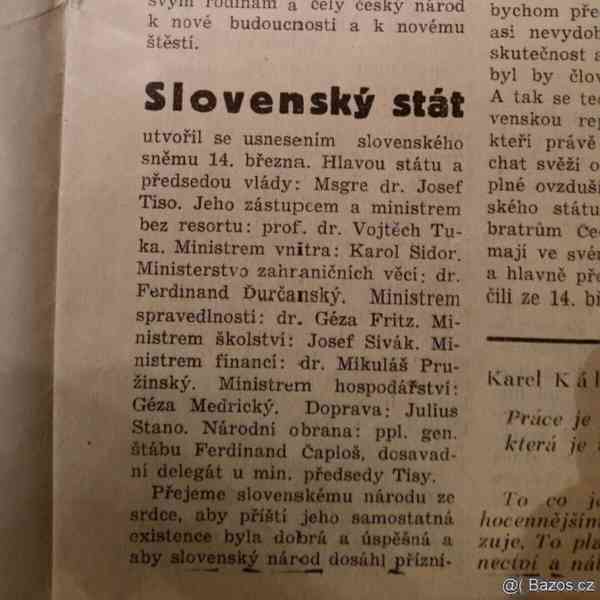 svým rodinám a celý český národ
k nové budoucnosti a k novému
štěstí.
Slovenský stát
utvořil se usnesením slovenského
sněmu 14. března. Hlavou státu a
předsedou vlády: Msgre dr. Josef
Tiso. Jeho zástupcem a ministrem
bez resortu: prof. dr. Vojtěch Tu-
ka. Ministrem vnitra: Karol Sidor.
Ministerstvo zahraničních věcí: dr.
Ferdinand Ďurčanský. Ministrem
spravedlnosti: dr. Géza Fritz. Mi-
nistrem školství: Josef Sivák. Mi-
nistrem financí: dr. Mikuláš Pru-
žinský. Ministrem hospodářství:
Géza Medrický. Doprava: Julius
Stano. Národní obrana: ppl. gen.
štábu Ferdinand Čaploš, dosavad-
ní delegát u min. předsedy Tisy.
Přejeme slovenskému národu ze
srdce, aby příští jeho samostatná
existence byla dobrá a úspěšná a
aby slovenský národ dosáhl přízni-
bychom pře
asi nevydob
skutečnost a
byl by člov
A tak se te
venskou rep
kteří právě
chat svěží o
plné ovzduší
ského státu
bratrům Če
mají ve své
a hlavně pře
čili ze 14. bř
Karel Kál
Práce je
která je
To co je
hocennějším
zuje, To pla
nectví a náh
@( Bazos.cz